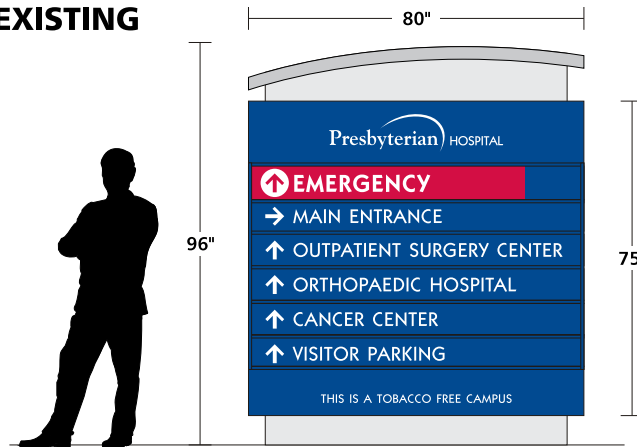 EXISTING
80"
Presbyterian HOSPITAL
EMERGENCY
MAIN ENTRANCE
96"
OUTPATIENT SURGERY CENTER
75
ORTHOPAEDIC HOSPITAL
CANCER CENTER
VISITOR PARKING
THIS IS A TOBACCO FREE CAMPUS